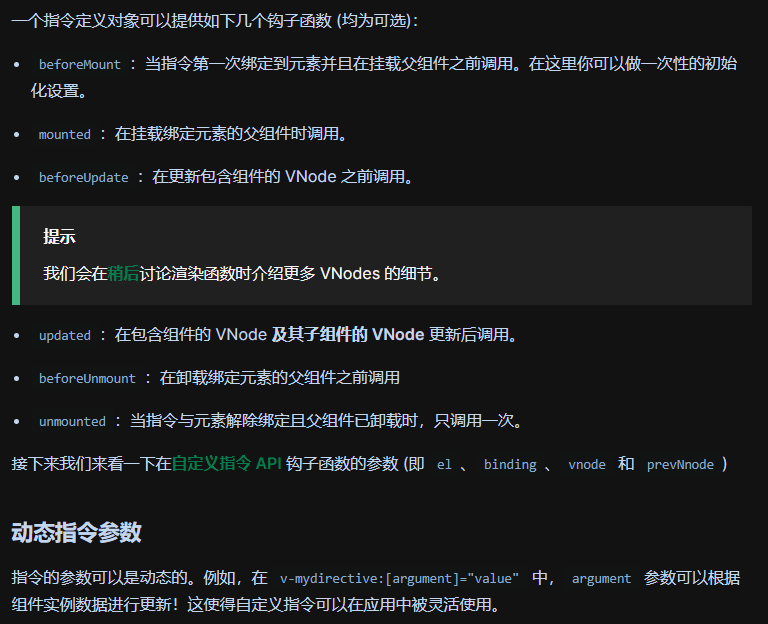 一个指令定义对象可以提供如下几个钩子函数 (均为可选)：
beforeMount ：当指令第一次绑定到元素并且在挂载父组件之前调用。在这里你可以做一次性的初始
化设置。
mounted ：在挂载绑定元素的父组件时调用。
beforeUpdate ：在更新包含组件的 VNode 之前调用。
提示
我们会在稍后讨论渲染函数时介绍更多 VNodes 的细节。
updated ：在包含组件的 VNode 及其子组件的 VNode 更新后调用。
beforeUnmount ：在卸载绑定元素的父组件之前调用
unmounted ：当指令与元素解除绑定且父组件已卸载时，只调用一次。
接下来我们来看一下在自定义指令 API 钩子函数的参数 (即 el 、 binding 、 vnode 和 prevNnode )
动态指令参数
指令的参数可以是动态的。例如，在 v-mydirective:[argument]="value" 中， argument 参数可以根据
组件实例数据进行更新！这使得自定义指令可以在应用中被灵活使用。